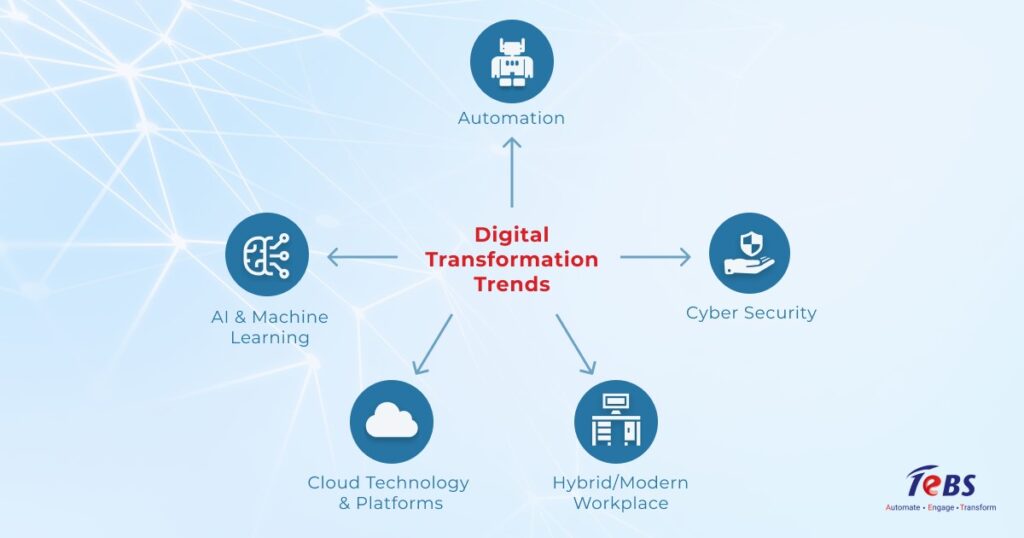 Automation
Digital
Transformation
Trends
AI & Machine
Learning
Cyber Security
Cloud Technology
& Platforms
Hybrid/Modern
Workplace
TeBS
Automate • Engage • Transform